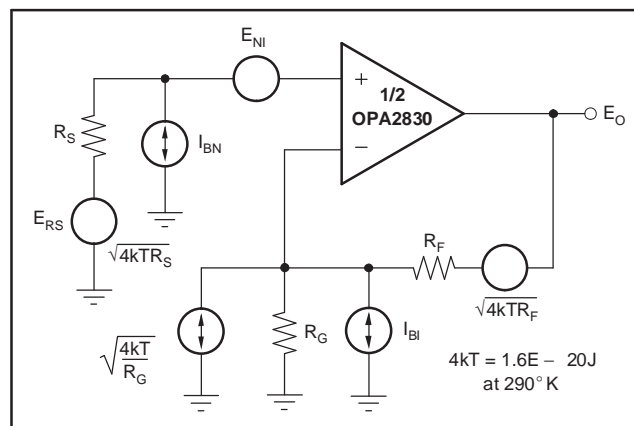 E_NI
+
1/2
OPA2830
−
R_S
I_BN
E_O
E_RS
√4kTR_S
R_F
√4kTR_F
√4kT/R_G
R_G
I_BI
4kT = 1.6E − 20J
at 290°K